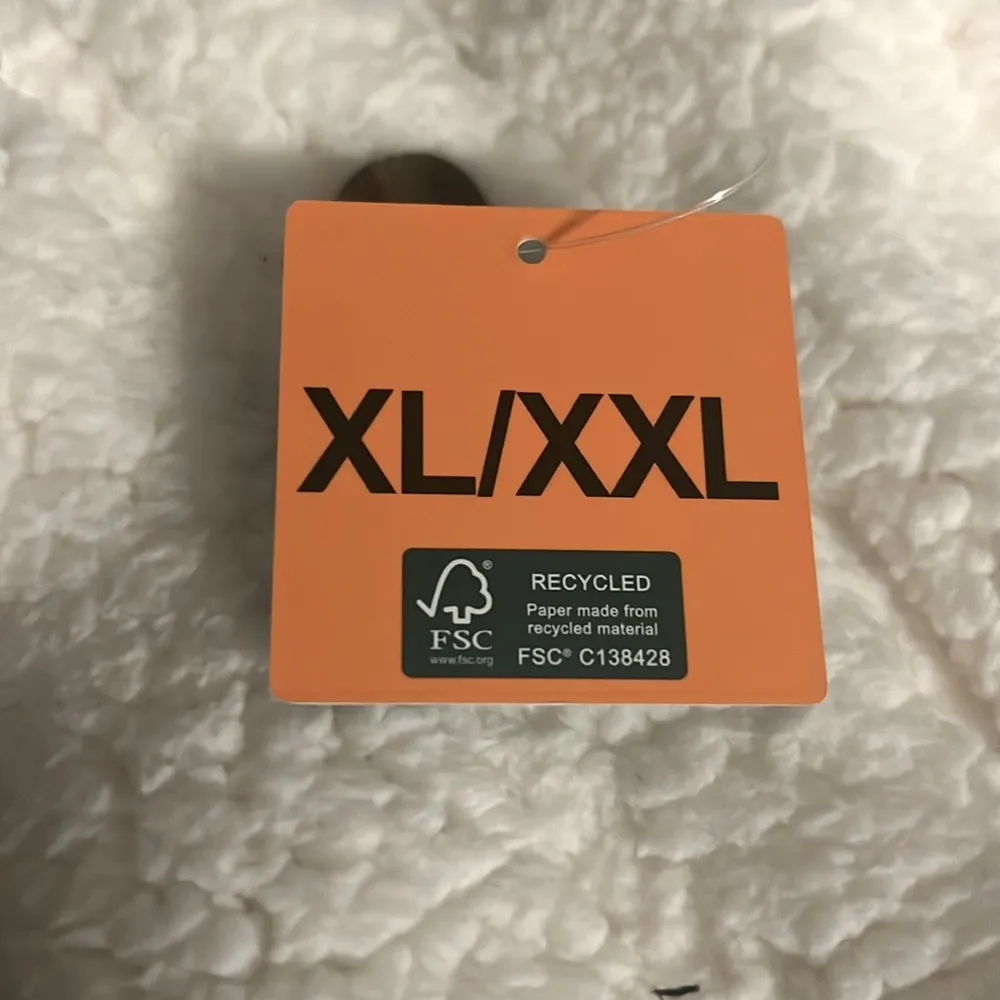 XL/XXL
®
FSC
www.fsc.org
RECYCLED
Paper made from
recycled material
FSC® C138428